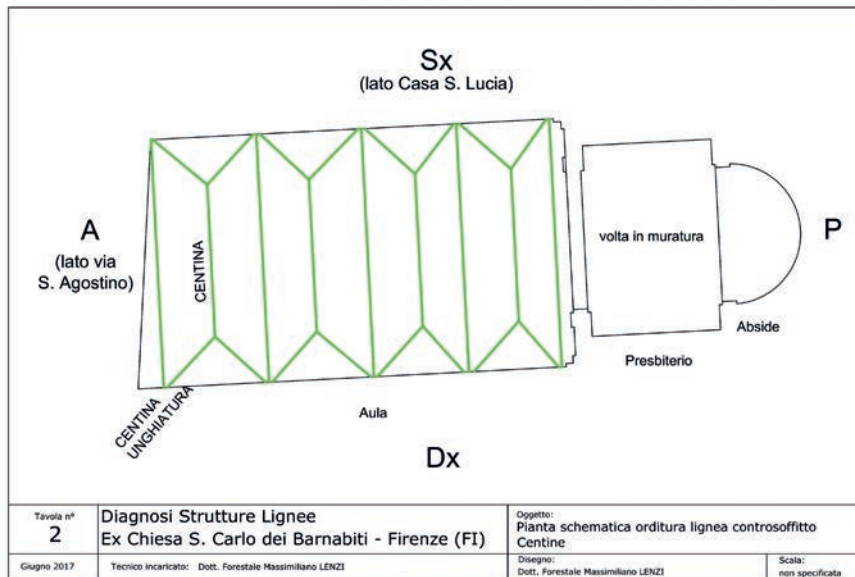 Sx
(lato Casa S. Lucia)
A
(lato via
S. Agostino)
CENTINA
volta in muratura
P
Abside
Presbiterio
CENTINA
UNGHIATURA
Aula
Dx
Tavola n°
2
Diagnosi Strutture Lignee
Ex Chiesa S. Carlo dei Barnabiti - Firenze (FI)
Oggetto:
Pianta schematica orditura lignea controsoffitto
Centine
Giugno 2017
Tecnico incaricato: Dott. Forestale Massimiliano LENZI
Disegno:
Dott. Forestale Massimiliano LENZI
Scala:
non specificata